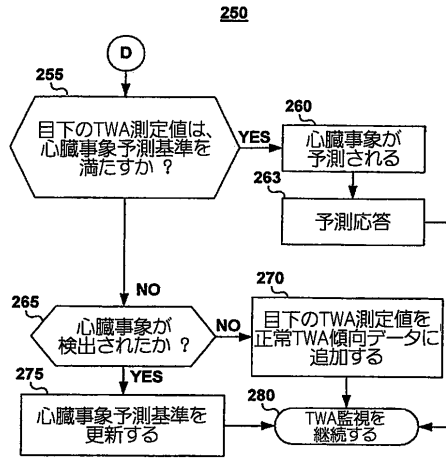 250
D
255
目下のTWA測定値は、
心臓事象予測基準を
満たすか ?
YES
260
心臓事象が
予測される
263
予測応答
NO
265
心臓事象が
検出されたか ?
NO
270
目下のTWA測定値を
正常TWA傾向データに
追加する
YES
275
心臓事象予測基準を
更新する
280
TWA監視を
継続する